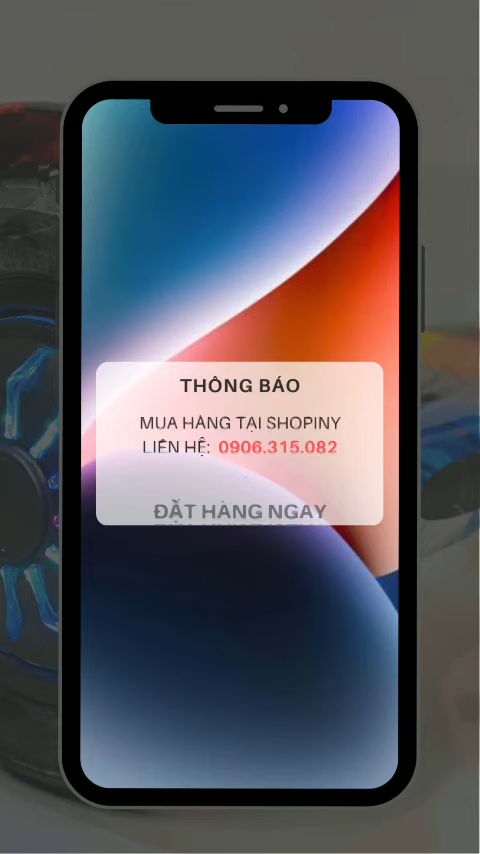 THÔNG BÁO
MUA HÀNG TẠI SHOPINY
LIÊN HỆ: 0906.315.082
ĐẶT HÀNG NGAY